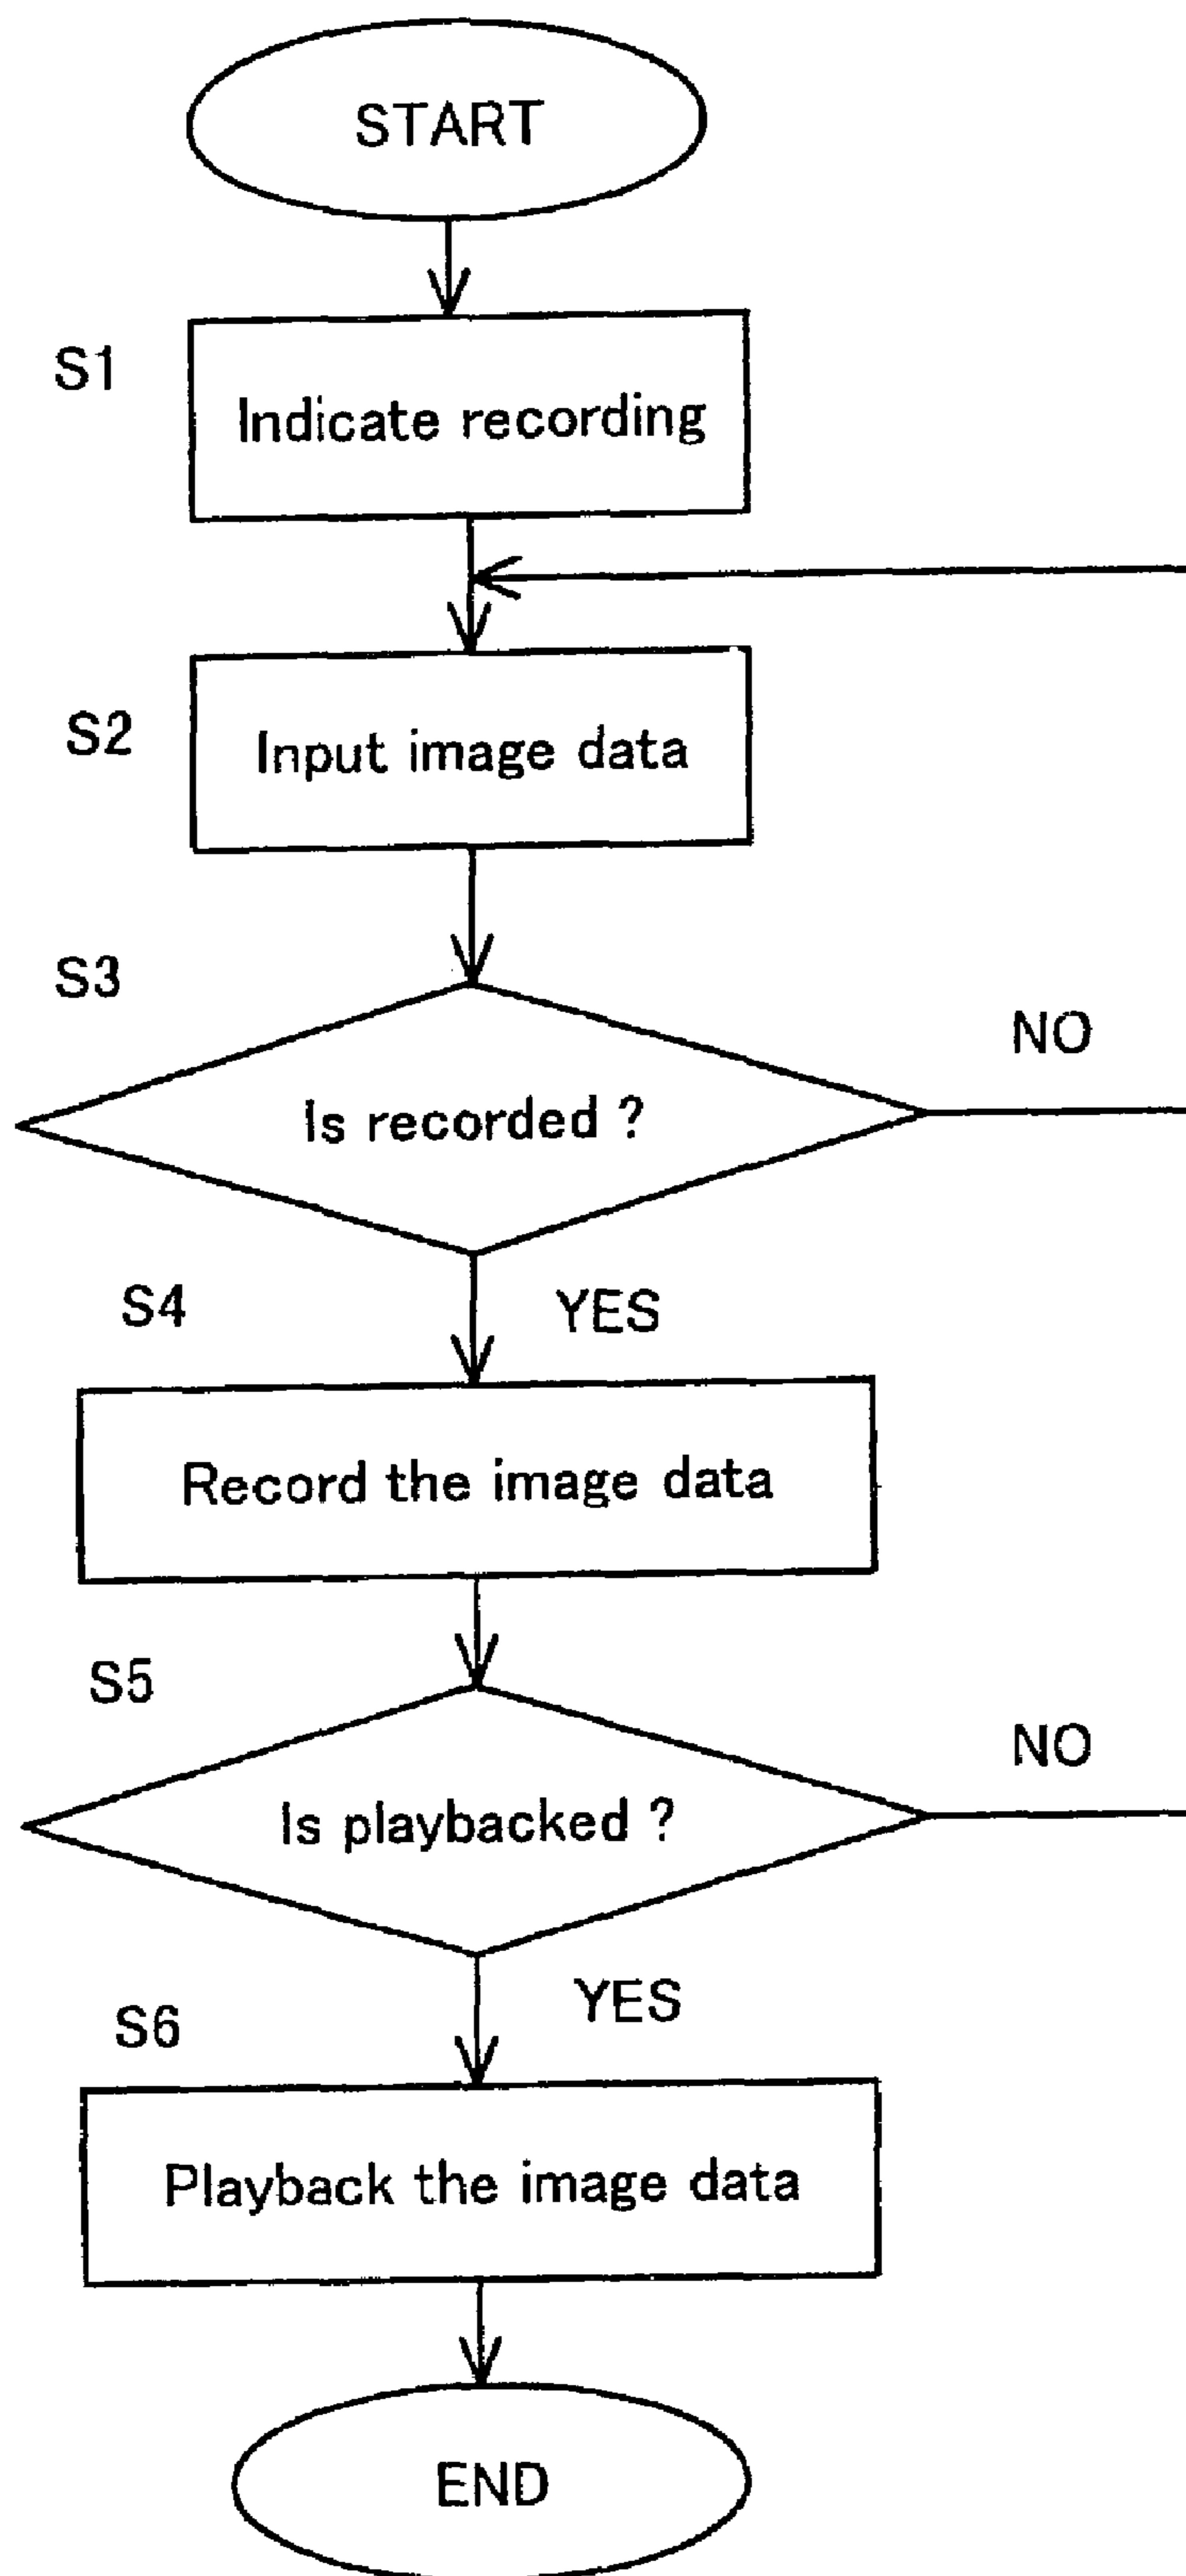 START
S1
Indicate recording
S2
Input image data
S3
NO
Is recorded ?
S4
YES
Record the image data
S5
NO
Is playbacked ?
YES
S6
Playback the image data
END